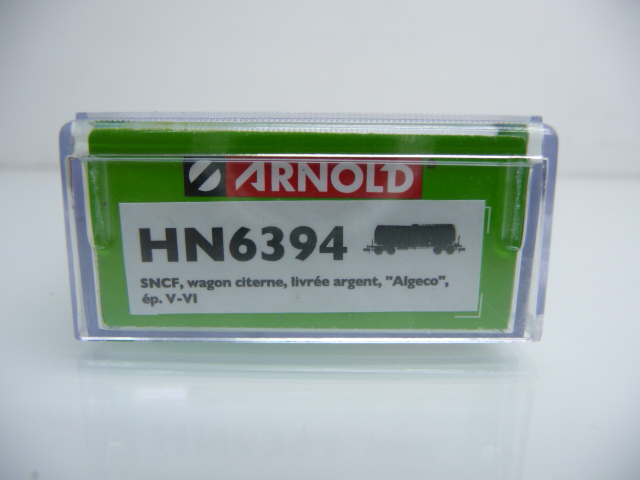 ARNOLD
HN6394
SNCF, wagon citerne, livrée argent, "Algeco",
ép. V-VI